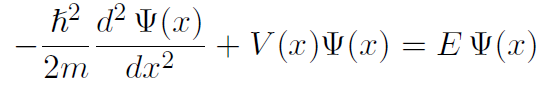 $-\frac{\hbar^2}{2m} \frac{d^2 \Psi(x)}{dx^2} + V(x)\Psi(x) = E\,\Psi(x)$